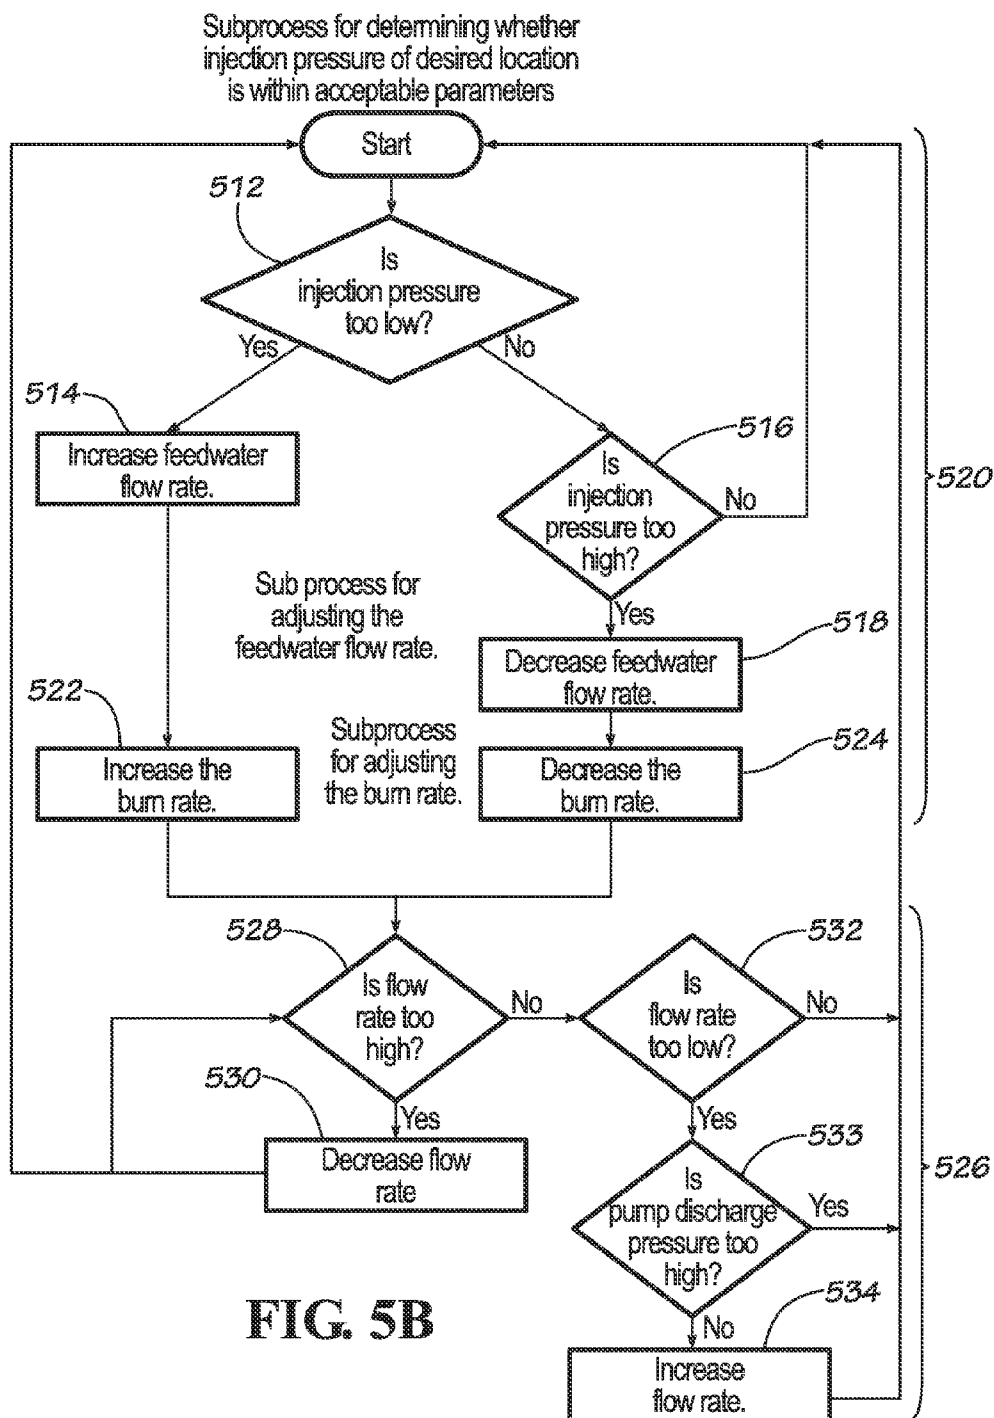 Subprocess for determining whether
injection pressure of desired location
is within acceptable parameters
Start
512
Is
injection pressure
too low?
Yes
No
514
Increase feedwater
flow rate.
516
Is
injection
pressure too
high?
No
520
Yes
Sub process for
adjusting the
feedwater flow rate.
518
Decrease feedwater
flow rate.
522
Increase the
burn rate.
Subprocess
for adjusting
the burn rate.
524
Decrease the
burn rate.
528
Is flow
rate too
high?
No
532
Is
flow rate
too low?
No
530
Yes
Decrease flow
rate
Yes
533
Is
pump discharge
pressure too
high?
Yes
526
No
534
Increase
flow rate.
FIG. 5B